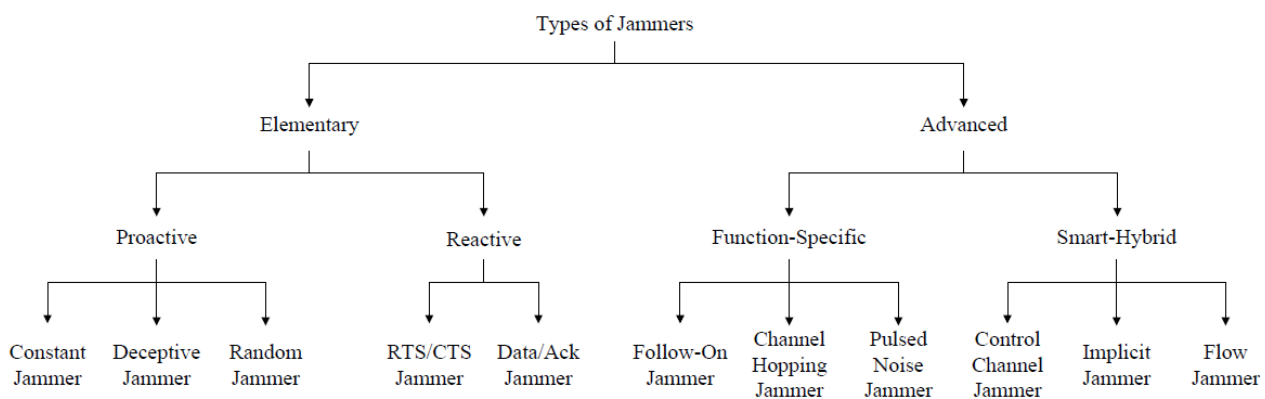 Types of Jammers
Elementary
Advanced
Proactive
Reactive
Function-Specific
Smart-Hybrid
Constant
Jammer
Deceptive
Jammer
Random
Jammer
RTS/CTS
Jammer
Data/Ack
Jammer
Follow-On
Jammer
Channel
Hopping
Jammer
Pulsed
Noise
Jammer
Control
Channel
Jammer
Implicit
Jammer
Flow
Jammer